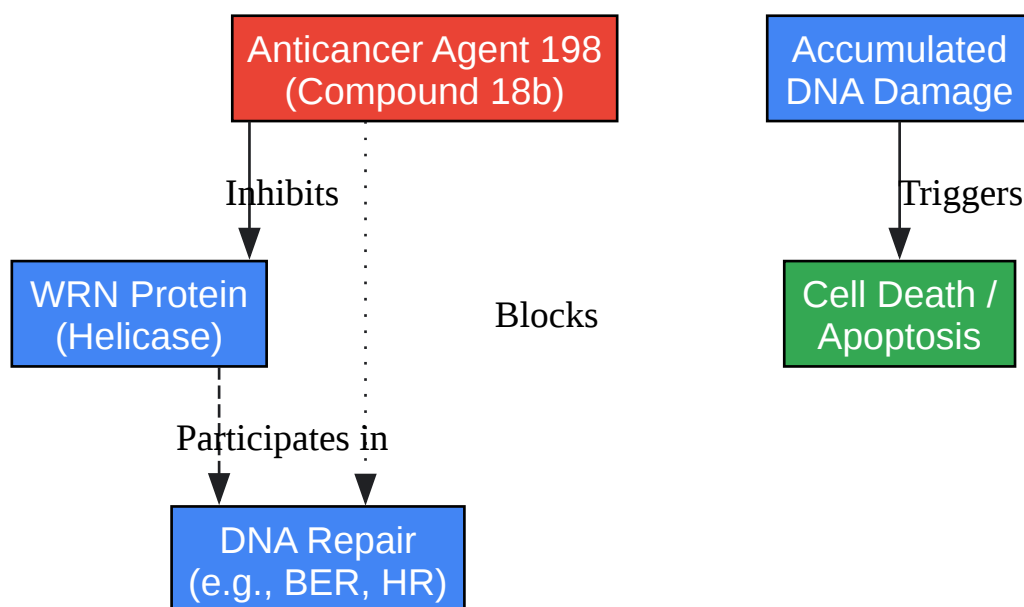 Anticancer Agent 198
(Compound 18b)
Accumulated
DNA Damage
Inhibits
Triggers
WRN Protein
(Helicase)
Blocks
Cell Death /
Apoptosis
Participates in
DNA Repair
(e.g., BER, HR)